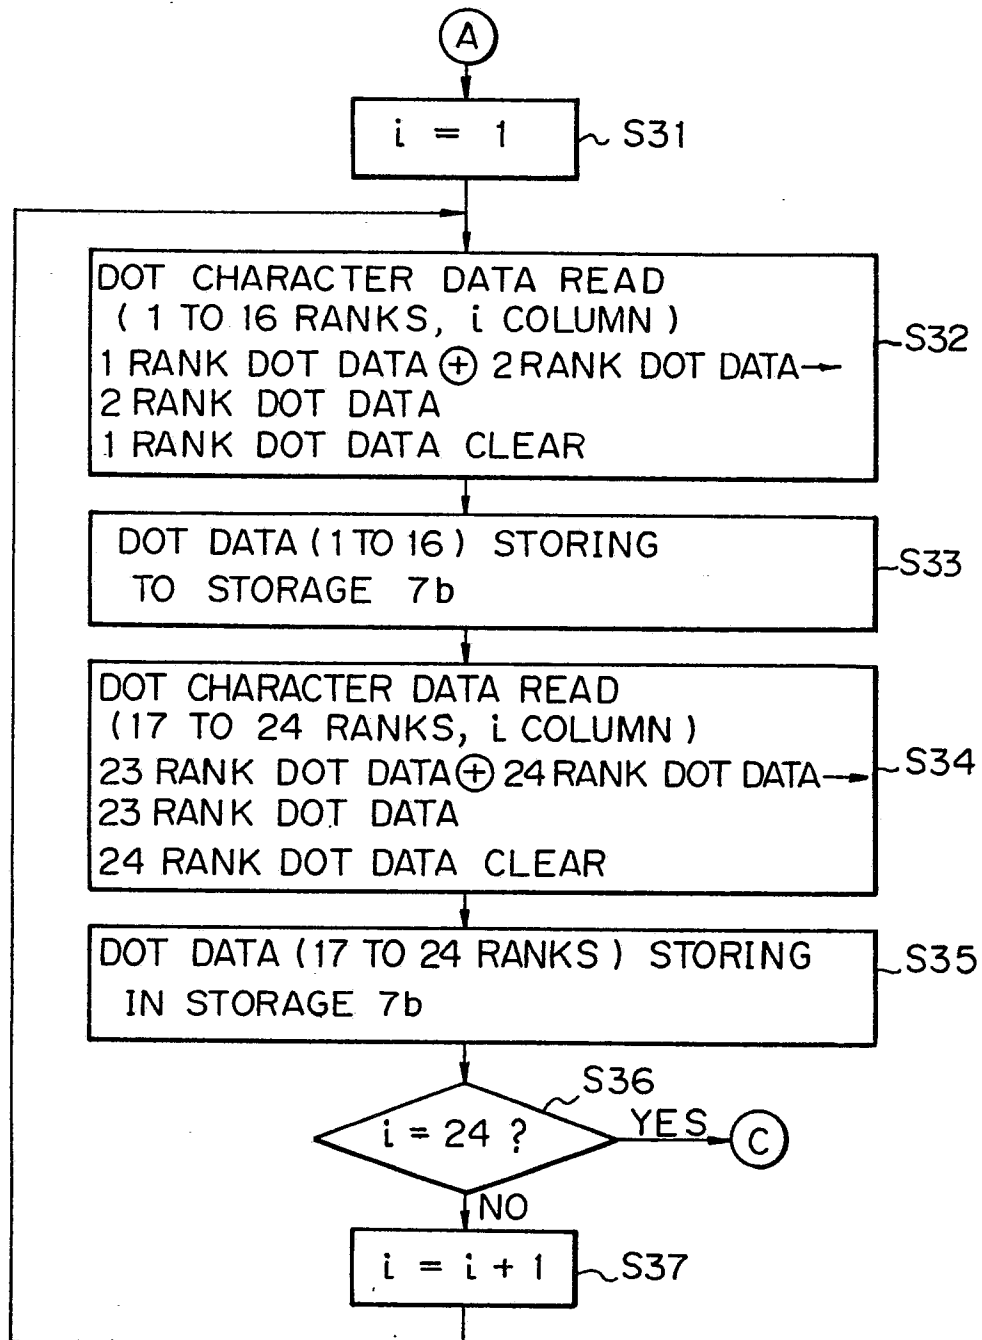 A
i = 1
S31
DOT CHARACTER DATA READ
( 1 TO 16 RANKS, i COLUMN )
S32
1 RANK DOT DATA ⊕ 2 RANK DOT DATA →
2 RANK DOT DATA
1 RANK DOT DATA CLEAR
DOT DATA ( 1 TO 16 ) STORING
S33
TO STORAGE 7b
DOT CHARACTER DATA READ
( 17 TO 24 RANKS, i COLUMN )
S34
23 RANK DOT DATA ⊕ 24 RANK DOT DATA →
23 RANK DOT DATA
24 RANK DOT DATA CLEAR
DOT DATA ( 17 TO 24 RANKS ) STORING
S35
IN STORAGE 7b
S36
i = 24 ?
YES
C
NO
i = i + 1
S37